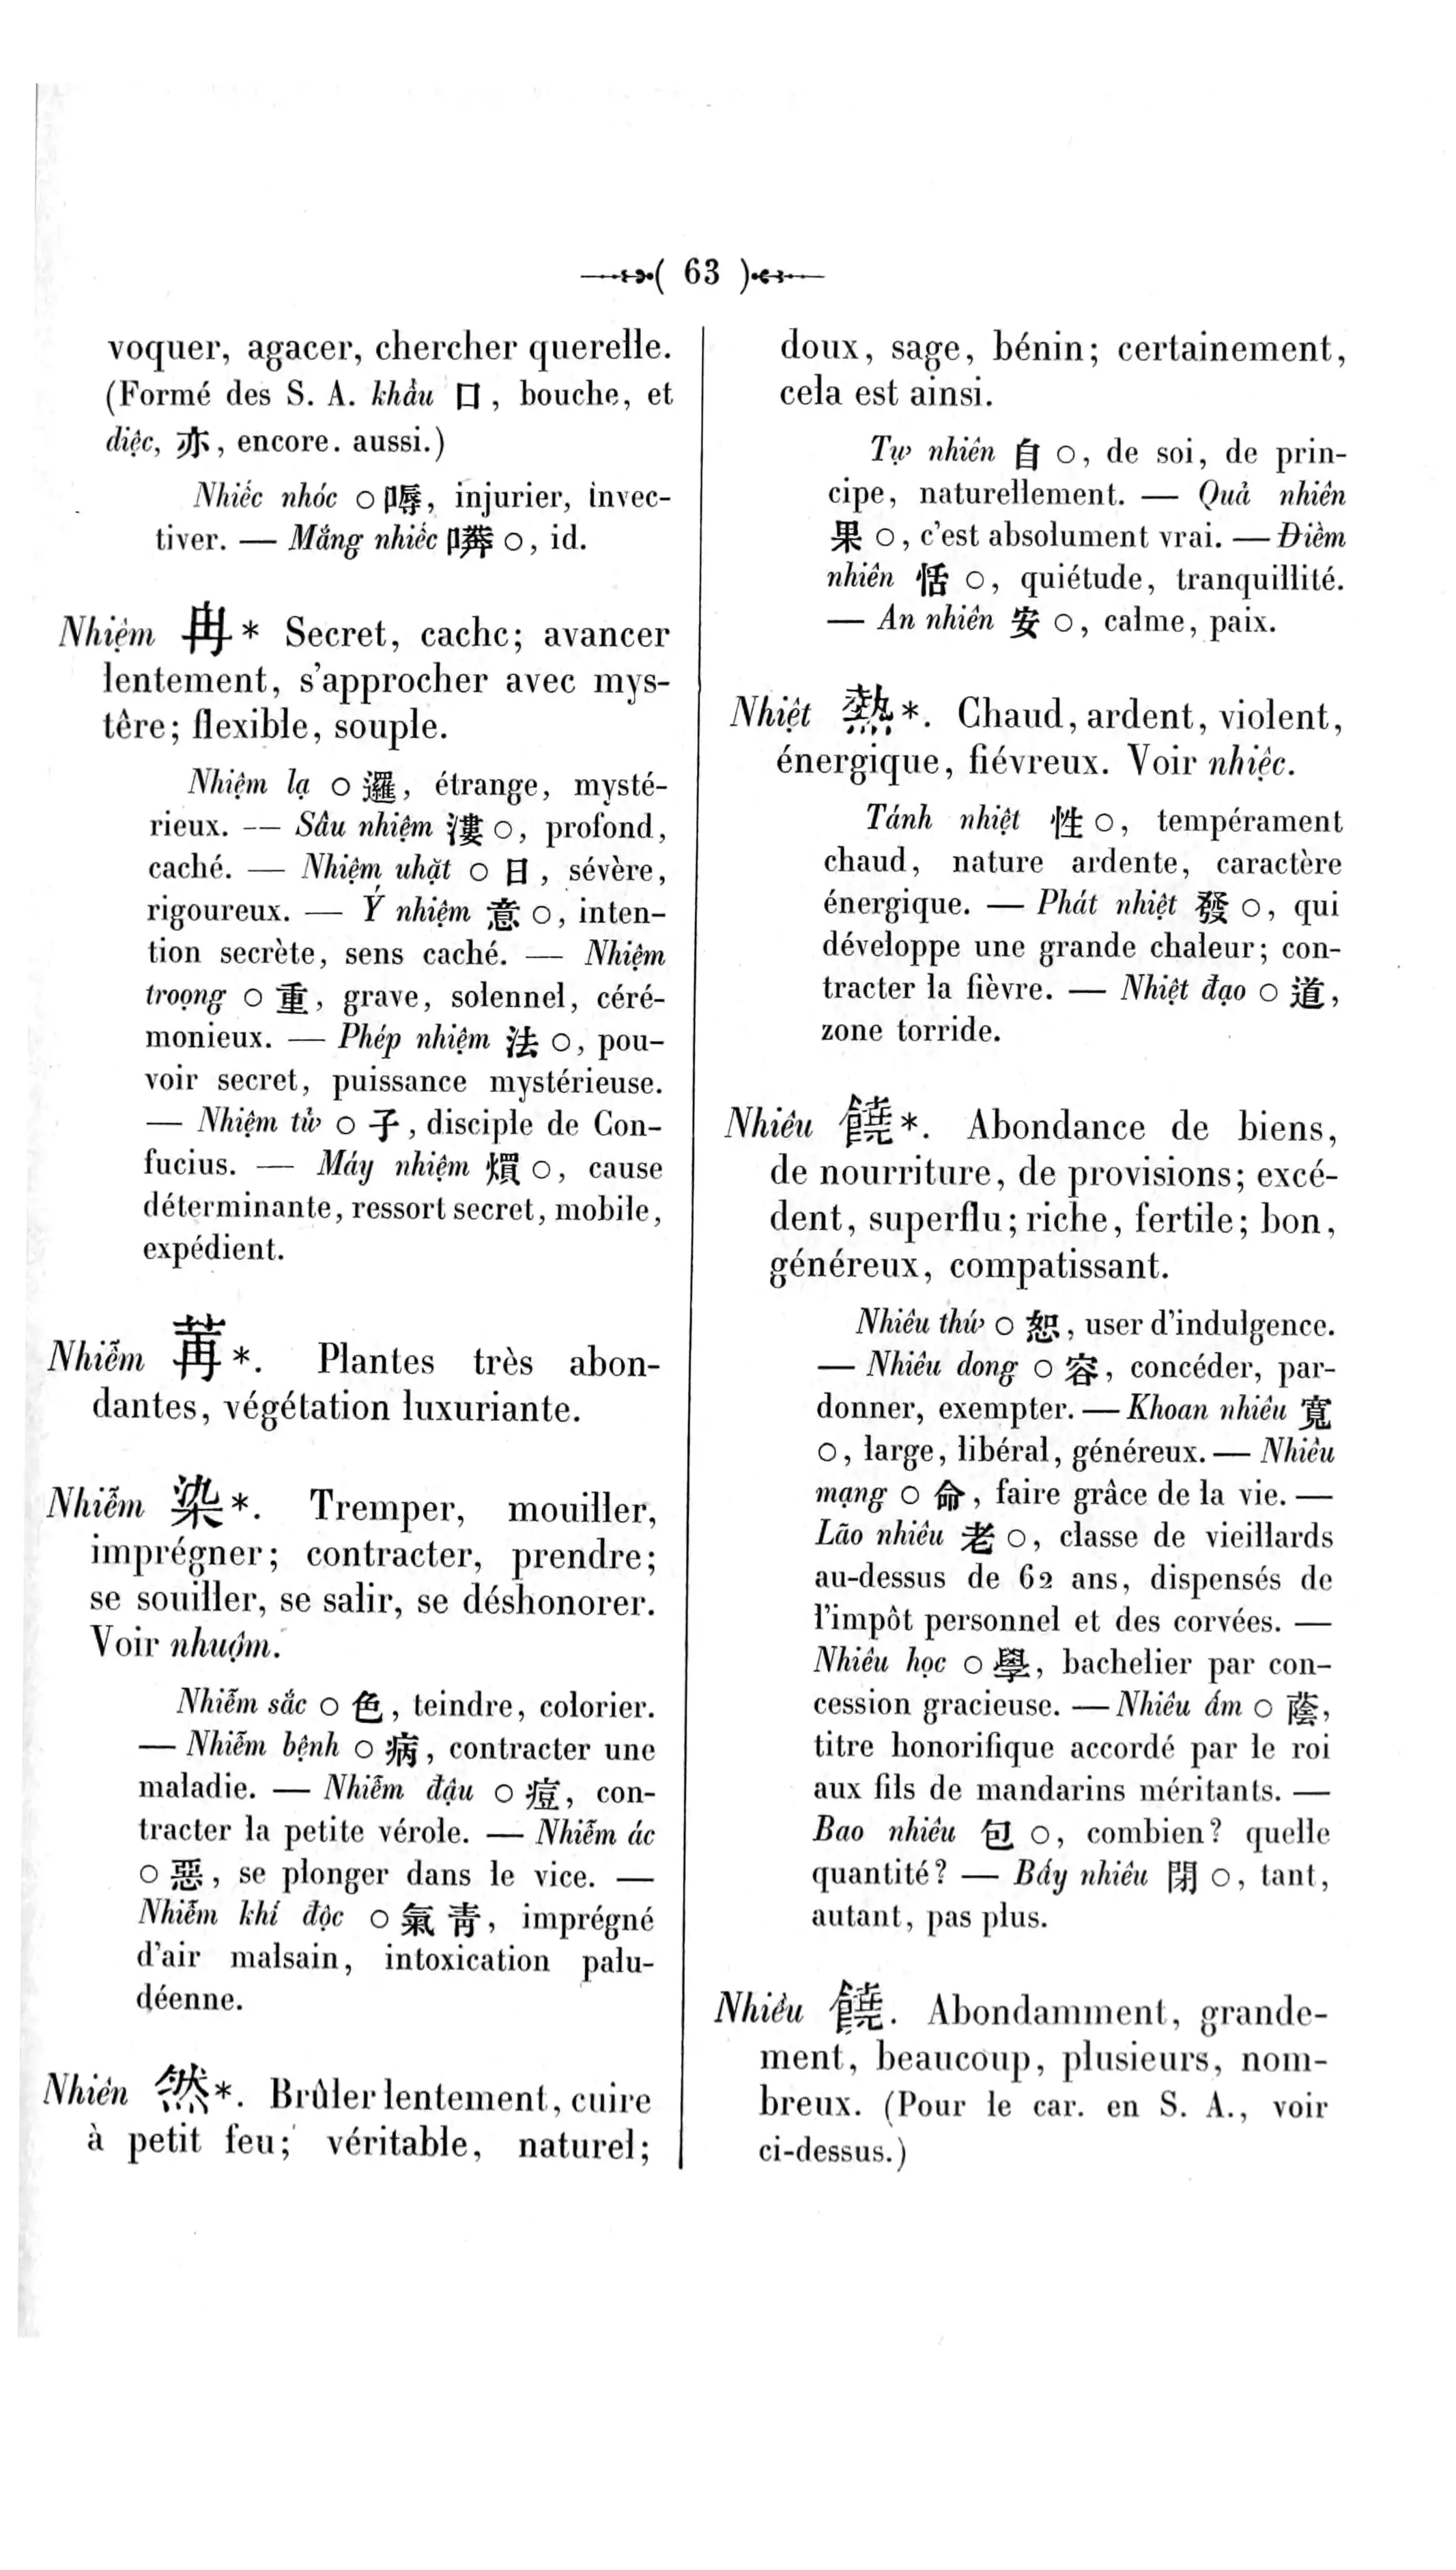 ( 63 )
voquer, agacer, chercher querelle.
(Formé des S. A. khẩu 口, bouche, et
diệc, 亦, encore. aussi.)
Nhiếc nhóc ○ 嗕, injurier, invec-
tiver. — Mắng nhiếc ○, id.
Nhiệm 冉* Secret, cache; avancer
lentement, s'approcher avec mys-
têre; flexible, souple.
Nhiệm lạ ○ 邏, étrange, mysté-
rieux. — Sâu nhiệm 漊 ○, profond,
caché. — Nhiệm uhặt ○ 日, sévère,
rigoureux. — Ý nhiệm 意 ○, inten-
tion secrète, sens caché. — Nhiệm
troọng ○ 重, grave, solennel, céré-
monieux. — Phép nhiệm 法 ○, pou-
voir secret, puissance mystérieuse.
— Nhiệm tử ○ 子, disciple de Con-
fucius. — Máy nhiệm ○, cause
déterminante, ressort secret, mobile,
expédient.
Nhiễm 苒*. Plantes très abon-
dantes, végétation luxuriante.
Nhiễm 染*. Tremper, mouiller,
imprégner; contracter, prendre;
se souiller, se salir, se déshonorer.
Voir nhuộm.
Nhiễm sắc ○ 色, teindre, colorier.
— Nhiễm bệnh ○ 病, contracter une
maladie. — Nhiễm đậu ○ 痘, con-
tracter la petite vérole. — Nhiễm ác
○ 惡, se plonger dans le vice. —
Nhiễm khí độc ○ 氣 靑, imprégné
d'air malsain, intoxication palu-
déenne.
Nhiên 然*. Brûler lentement, cuire
à petit feu; véritable, naturel;
doux, sage, bénin; certainement,
cela est ainsi.
Tự nhiên 自 ○, de soi, de prin-
cipe, naturellement. — Quả nhiên
果 ○, c'est absolument vrai. — Điềm
nhiên 恬 ○, quiétude, tranquillité.
— An nhiên 安 ○, calme, paix.
Nhiệt 熱*. Chaud, ardent, violent,
énergique, fiévreux. Voir nhiệc.
Tánh nhiệt 性 ○, tempérament
chaud, nature ardente, caractère
énergique. — Phát nhiệt 發 ○, qui
développe une grande chaleur; con-
tracter la fièvre. — Nhiệt đạo ○ 道,
zone torride.
Nhiêu 饒*. Abondance de biens,
de nourriture, de provisions; excé-
dent, superflu; riche, fertile; bon,
généreux, compatissant.
Nhiêu thứ ○ 恕, user d'indulgence.
— Nhiêu dong ○ 容, concéder, par-
donner, exempter. — Khoan nhiêu 寬
○, large, libéral, généreux. — Nhiêu
mạng ○ 命, faire grâce de la vie. —
Lão nhiêu 老 ○, classe de vieillards
au-dessus de 62 ans, dispensés de
l'impôt personnel et des corvées. —
Nhiêu học ○ 學, bachelier par con-
cession gracieuse. — Nhiêu ấm ○ 蔭,
titre honorifique accordé par le roi
aux fils de mandarins méritants. —
Bao nhiêu 包 ○, combien? quelle
quantité? — Bấy nhiêu 閉 ○, tant,
autant, pas plus.
Nhiều 饒. Abondamment, grande-
ment, beaucoup, plusieurs, nom-
breux. (Pour le car. en S. A., voir
ci-dessus.)